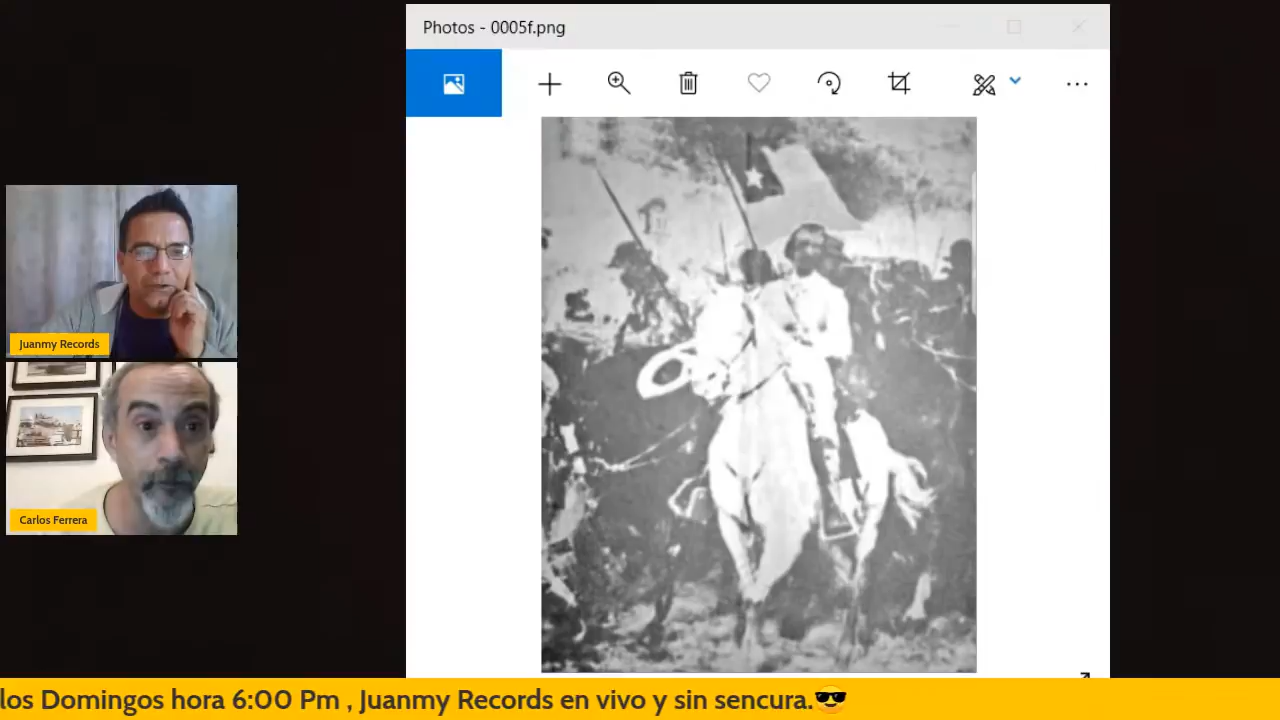 Photos - 0005f.png
Juanmy Records
Carlos Ferrera
los Domingos hora 6:00 Pm , Juanmy Records en vivo y sin sencura.😎